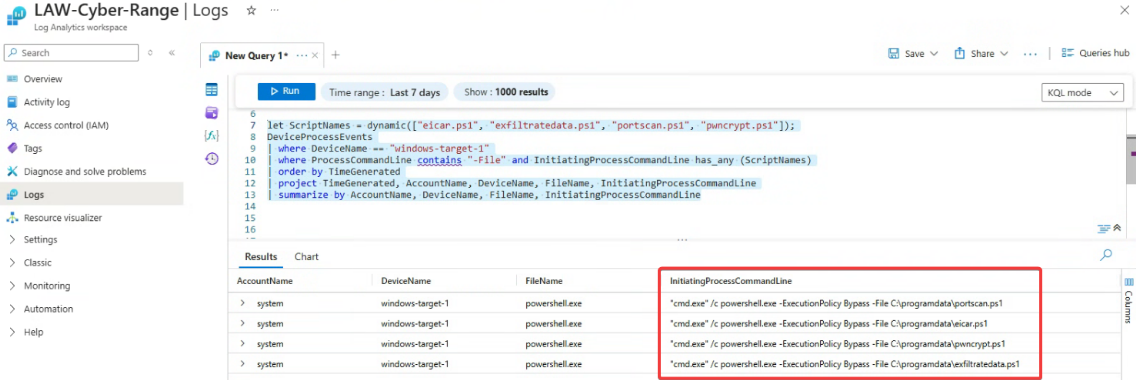 LAW-Cyber-Range | Logs
Log Analytics workspace
Search
Overview
Activity log
Access control (IAM)
Tags
Diagnose and solve problems
Logs
Resource visualizer
Settings
Classic
Monitoring
Automation
Help
New Query 1*
Save
Share
Queries hub
Run
Time range : Last 7 days
Show : 1000 results
KQL mode
6
7 let ScriptNames = dynamic(["eicar.ps1", "exfiltratedata.ps1", "portscan.ps1", "pwncrypt.ps1"]);
8 DeviceProcessEvents
9 | where DeviceName == "windows-target-1"
10 | where ProcessCommandLine contains "-File" and InitiatingProcessCommandLine has_any (ScriptNames)
11 | order by TimeGenerated
12 | project TimeGenerated, AccountName, DeviceName, FileName, InitiatingProcessCommandLine
13 | summarize by AccountName, DeviceName, FileName, InitiatingProcessCommandLine
14
15
16
Results Chart
AccountName DeviceName FileName InitiatingProcessCommandLine
system windows-target-1 powershell.exe "cmd.exe" /c powershell.exe -ExecutionPolicy Bypass -File C:\programdata\portscan.ps1
system windows-target-1 powershell.exe "cmd.exe" /c powershell.exe -ExecutionPolicy Bypass -File C:\programdata\eicar.ps1
system windows-target-1 powershell.exe "cmd.exe" /c powershell.exe -ExecutionPolicy Bypass -File C:\programdata\pwncrypt.ps1
system windows-target-1 powershell.exe "cmd.exe" /c powershell.exe -ExecutionPolicy Bypass -File C:\programdata\exfiltratedata.ps1
Columns